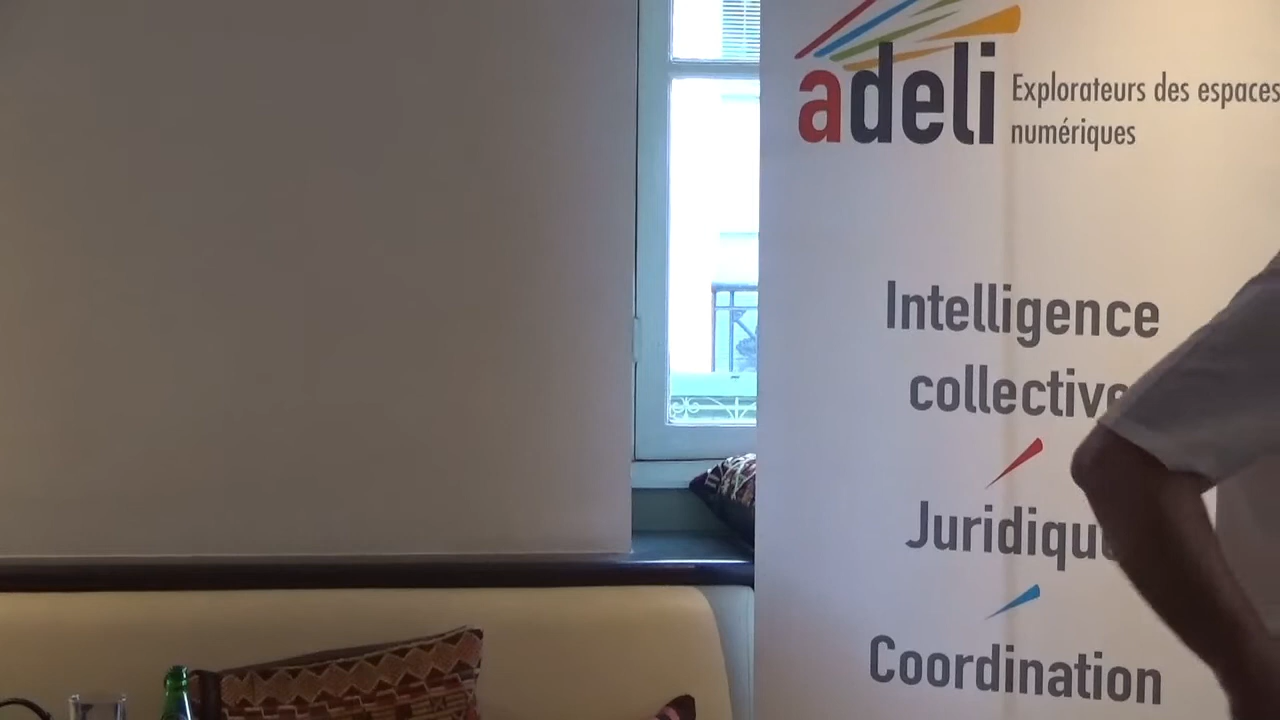 adeli
Explorateurs des espaces
numériques
Intelligence
collective
Juridique
Coordination